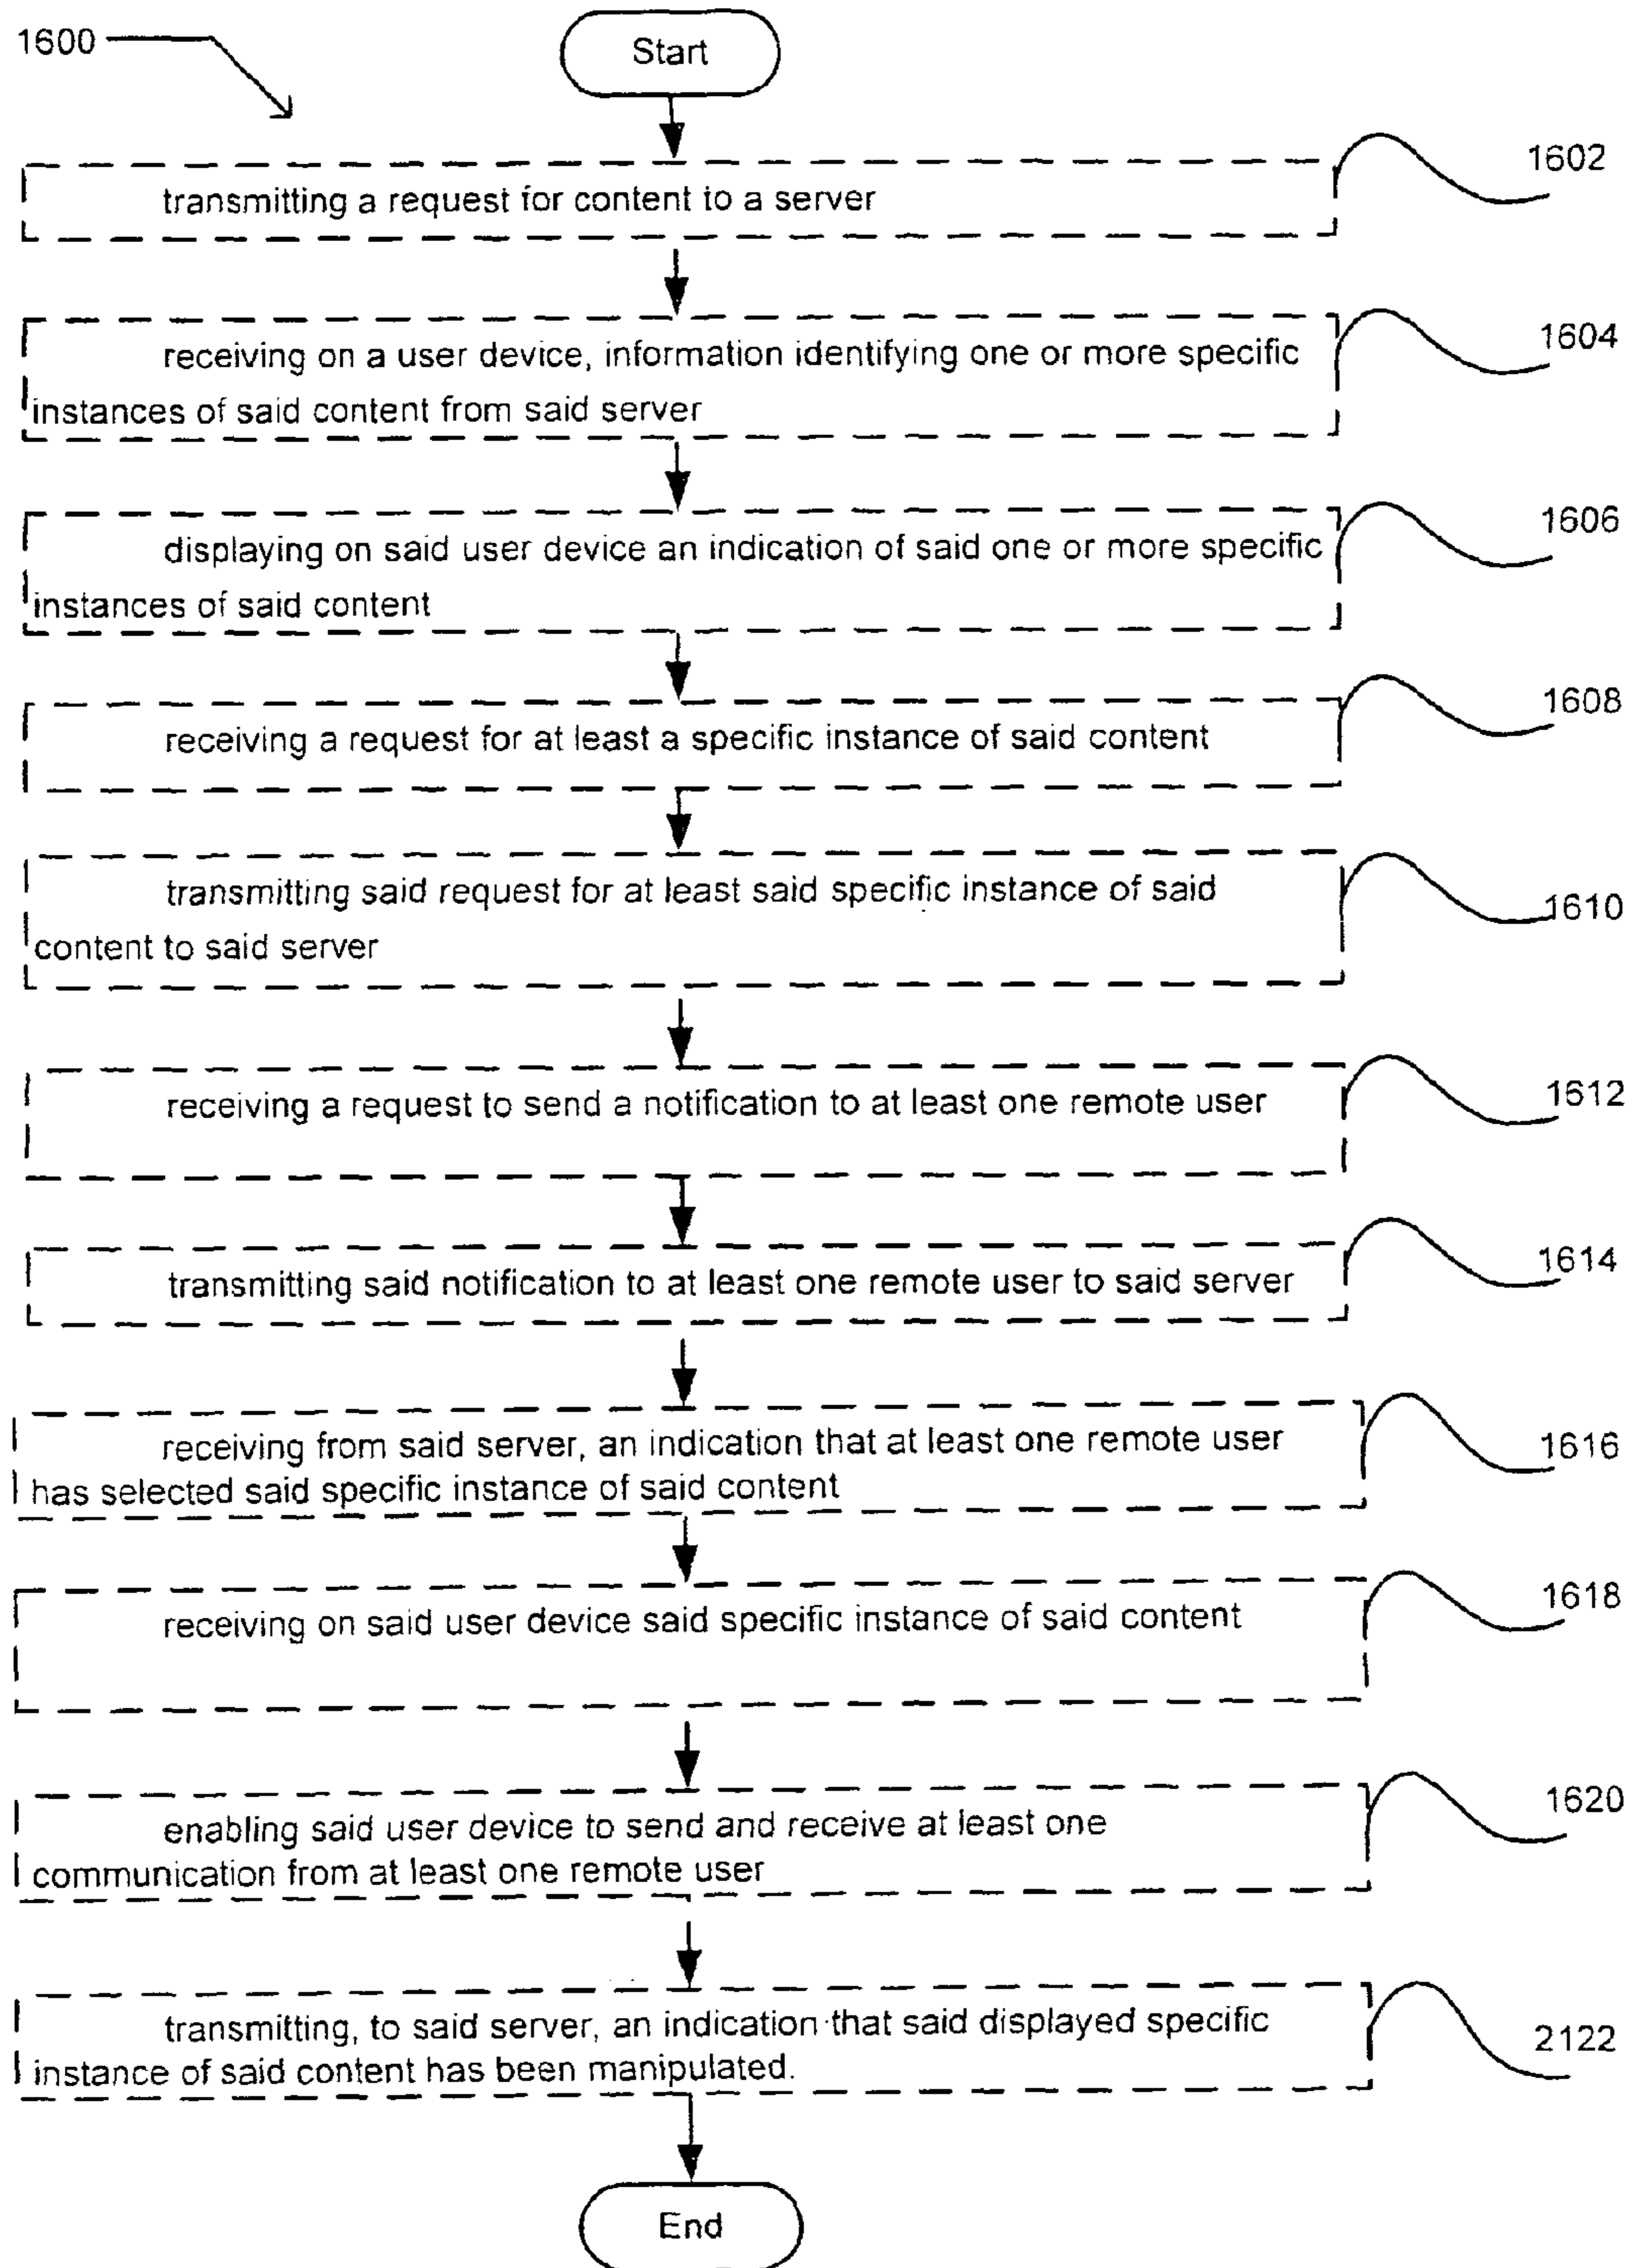 1600
Start
1602
transmitting a request for content to a server
1604
receiving on a user device, information identifying one or more specific
instances of said content from said server
1606
displaying on said user device an indication of said one or more specific
instances of said content
1608
receiving a request for at least a specific instance of said content
1610
transmitting said request for at least said specific instance of said
content to said server
1612
receiving a request to send a notification to at least one remote user
1614
transmitting said notification to at least one remote user to said server
1616
receiving from said server, an indication that at least one remote user
has selected said specific instance of said content
1618
receiving on said user device said specific instance of said content
1620
enabling said user device to send and receive at least one
communication from at least one remote user
2122
transmitting, to said server, an indication that said displayed specific
instance of said content has been manipulated.
End